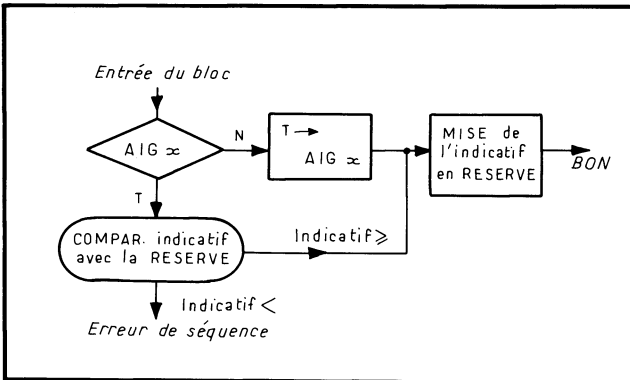 Entrée du bloc
AIG x
N
T →
AIG x
MISE de
l'indicatif
en RESERVE
BON
T
COMPAR. indicatif
avec la RESERVE
Indicatif ⩾
Indicatif <
Erreur de séquence